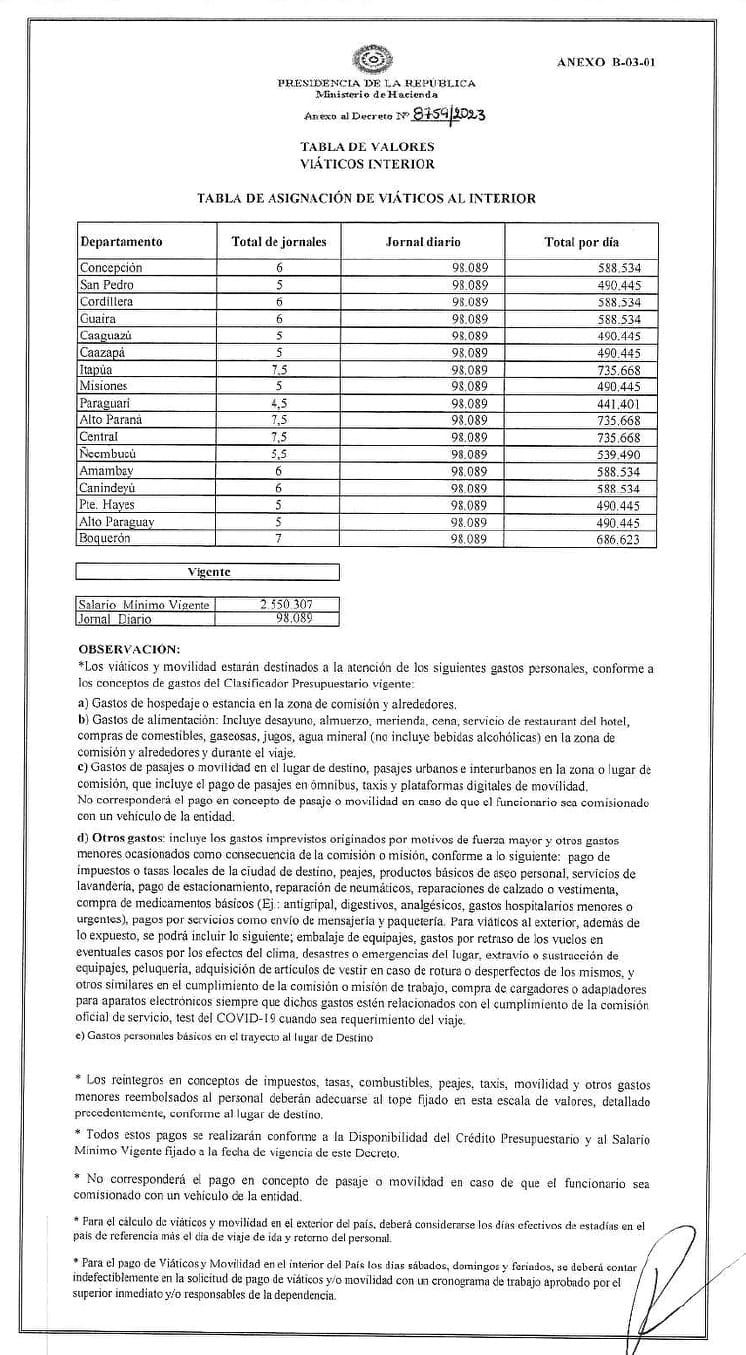 ANEXO B-03-01
PRESIDENCIA DE LA REPÚBLICA
Ministerio de Hacienda
Anexo al Decreto Nº 8759/2023
TABLA DE VALORES
VIÁTICOS INTERIOR
TABLA DE ASIGNACIÓN DE VIÁTICOS AL INTERIOR
Departamento Total de jornales Jornal diario Total por día
Concepción 6 98.089 588.534
San Pedro 5 98.089 490.445
Cordillera 6 98.089 588.534
Guaira 6 98.089 588.534
Caaguazú 5 98.089 490.445
Caazapá 5 98.089 490.445
Itapúa 7,5 98.089 735.668
Misiones 5 98.089 490.445
Paraguarí 4,5 98.089 441.401
Alto Paraná 7,5 98.089 735.668
Central 7,5 98.089 735.668
Ñeembucú 5,5 98.089 539.490
Amambay 6 98.089 588.534
Canindeyú 6 98.089 588.534
Pte. Hayes 5 98.089 490.445
Alto Paraguay 5 98.089 490.445
Boquerón 7 98.089 686.623
Vigente
Salario Mínimo Vigente 2.550.307
Jornal Diario 98.089
OBSERVACION:
*Los viáticos y movilidad estarán destinados a la atención de los siguientes gastos personales, conforme a
los conceptos de gastos del Clasificador Presupuestario vigente:
a) Gastos de hospedaje o estancia en la zona de comisión y alrededores.
b) Gastos de alimentación: Incluye desayuno, almuerzo, merienda, cena, servicio de restaurant del hotel,
compras de comestibles, gaseosas, jugos, agua mineral (no incluye bebidas alcohólicas) en la zona de
comisión y alrededores y durante el viaje.
c) Gastos de pasajes o movilidad en el lugar de destino, pasajes urbanos e interurbanos en la zona o lugar de
comisión, que incluye el pago de pasajes en ómnibus, taxis y plataformas digitales de movilidad.
No corresponderá el pago en concepto de pasaje o movilidad en caso de que el funcionario sea comisionado
con un vehículo de la entidad.
d) Otros gastos: incluye los gastos imprevistos originados por motivos de fuerza mayor y otros gastos
menores ocasionados como consecuencia de la comisión o misión, conforme a lo siguiente: pago de
impuestos o tasas locales de la ciudad de destino, peajes, productos básicos de aseo personal, servicios de
lavandería, pago de estacionamiento, reparación de neumáticos, reparaciones de calzado o vestimenta,
compra de medicamentos básicos (Ej.: antigripal, digestivos, analgésicos, gastos hospitalarios menores o
urgentes), pagos por servicios como envío de mensajería y paquetería. Para viáticos al exterior, además de
lo expuesto, se podrá incluir lo siguiente; embalaje de equipajes, gastos por retraso de los vuelos en
eventuales casos por los efectos del clima, desastres o emergencias del lugar, extravío o sustracción de
equipajes, peluquería, adquisición de artículos de vestir en caso de rotura o desperfectos de los mismos, y
otros similares en el cumplimiento de la comisión o misión de trabajo, compra de cargadores o adaptadores
para aparatos electrónicos siempre que dichos gastos estén relacionados con el cumplimiento de la comisión
oficial de servicio, test del COVID-19 cuando sea requerimiento del viaje.
e) Gastos personales básicos en el trayecto al lugar de Destino
* Los reintegros en conceptos de impuestos, tasas, combustibles, peajes, taxis, movilidad y otros gastos
menores reembolsados al personal deberán adecuarse al tope fijado en esta escala de valores, detallado
precedentemente, conforme al lugar de destino.
* Todos estos pagos se realizarán conforme a la Disponibilidad del Crédito Presupuestario y al Salario
Mínimo Vigente fijado a la fecha de vigencia de este Decreto.
* No corresponderá el pago en concepto de pasaje o movilidad en caso de que el funcionario sea
comisionado con un vehículo de la entidad.
* Para el cálculo de viáticos y movilidad en el exterior del país, deberá considerarse los días efectivos de estadías en el
país de referencia más el día de viaje de ida y retorno del personal.
* Para el pago de Viáticos y Movilidad en el interior del País los días sábados, domingos y feriados, se deberá contar
indefectiblemente en la solicitud de pago de viáticos y/o movilidad con un cronograma de trabajo aprobado por el
superior inmediato y/o responsables de la dependencia.